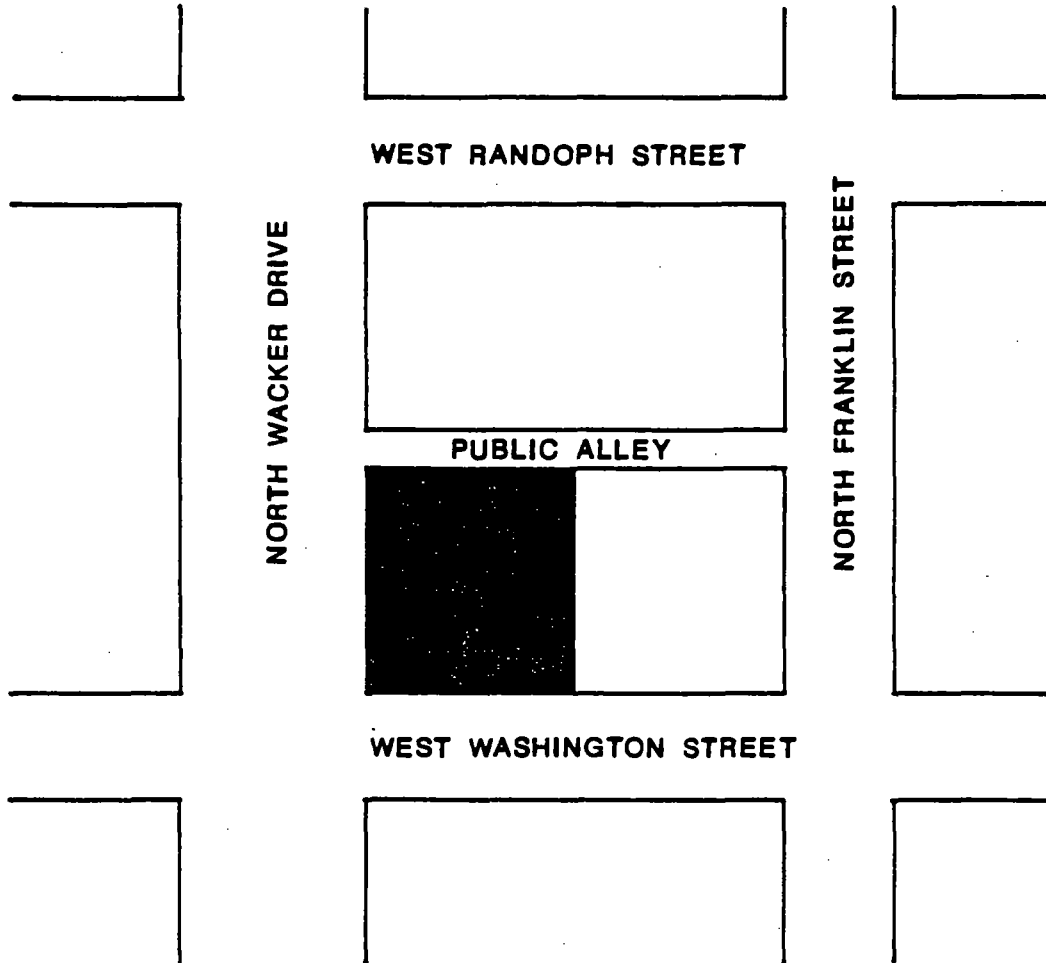 WEST RANDOPH STREET
NORTH WACKER DRIVE
NORTH FRANKLIN STREET
PUBLIC ALLEY
WEST WASHINGTON STREET